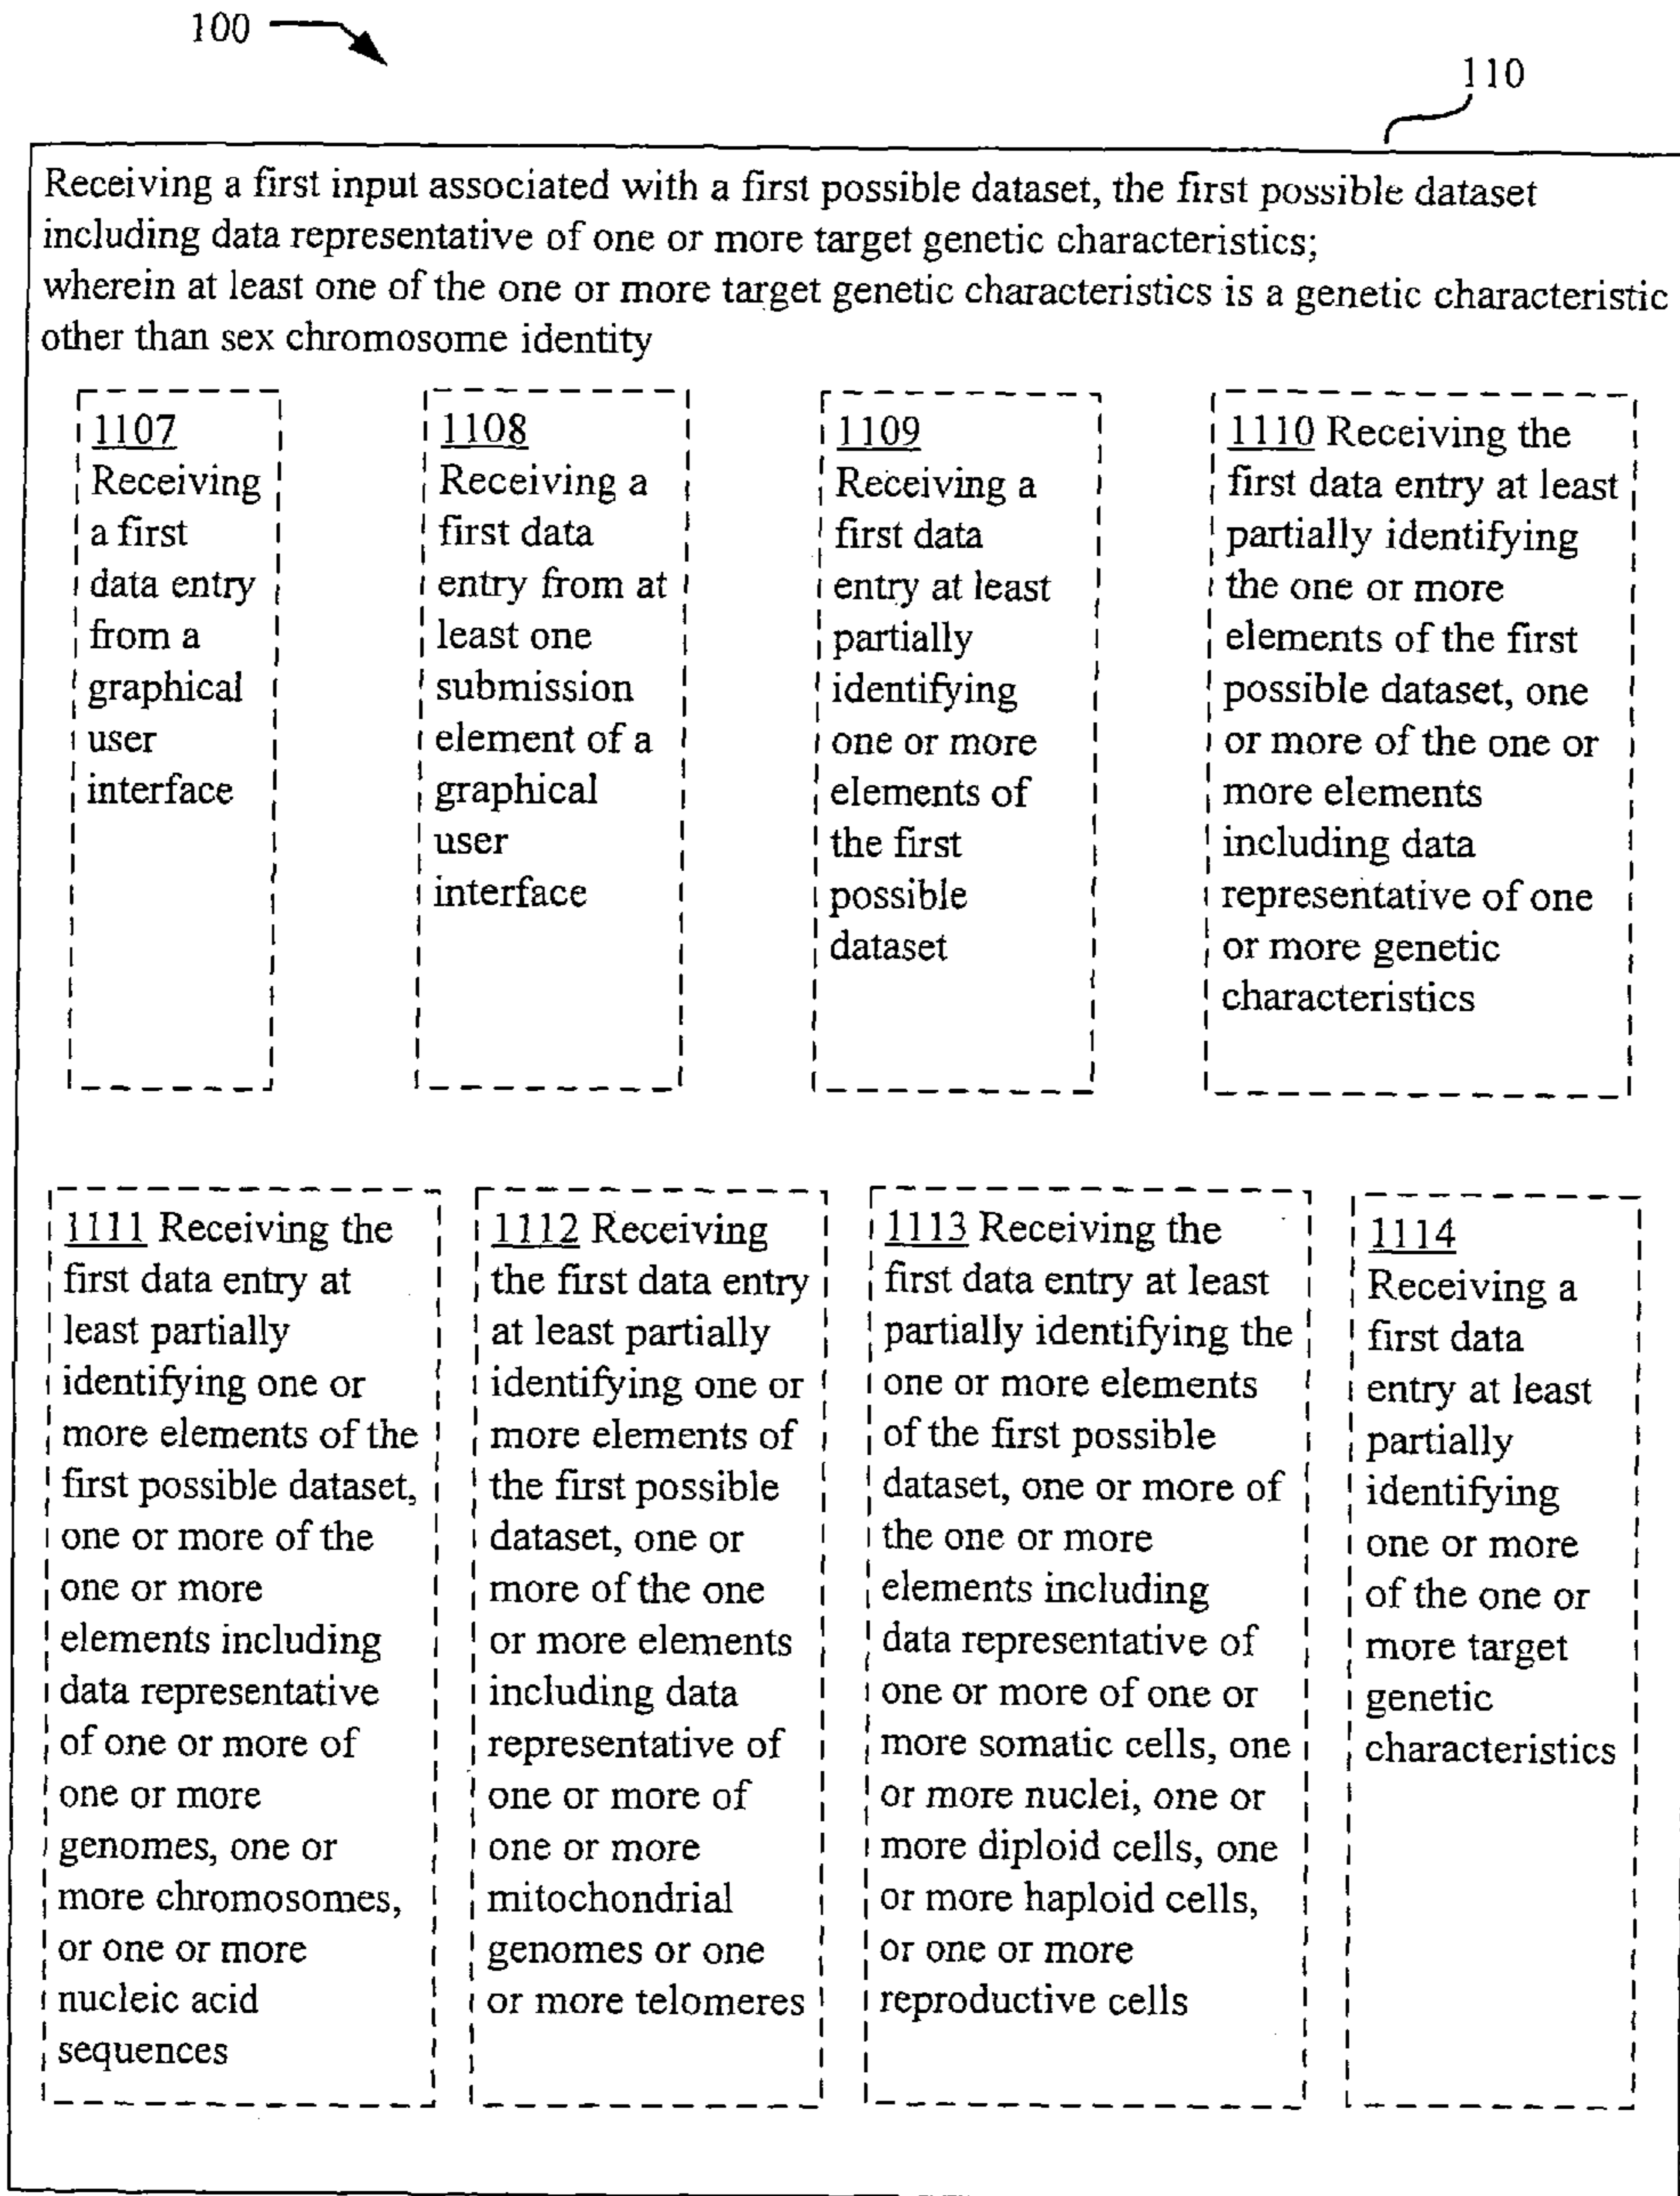 100
110
Receiving a first input associated with a first possible dataset, the first possible dataset
including data representative of one or more target genetic characteristics;
wherein at least one of the one or more target genetic characteristics is a genetic characteristic
other than sex chromosome identity
1107
Receiving
a first
data entry
from a
graphical
user
interface
1108
Receiving a
first data
entry from at
least one
submission
element of a
graphical
user
interface
1109
Receiving a
first data
entry at least
partially
identifying
one or more
elements of
the first
possible
dataset
1110 Receiving the
first data entry at least
partially identifying
the one or more
elements of the first
possible dataset, one
or more of the one or
more elements
including data
representative of one
or more genetic
characteristics
1111 Receiving the
first data entry at
least partially
identifying one or
more elements of the
first possible dataset,
one or more of the
one or more
elements including
data representative
of one or more of
one or more
genomes, one or
more chromosomes,
or one or more
nucleic acid
sequences
1112 Receiving
the first data entry
at least partially
identifying one or
more elements of
the first possible
dataset, one or
more of the one
or more elements
including data
representative of
one or more of
one or more
mitochondrial
genomes or one
or more telomeres
1113 Receiving the
first data entry at least
partially identifying the
one or more elements
of the first possible
dataset, one or more of
the one or more
elements including
data representative of
one or more of one or
more somatic cells, one
or more nuclei, one or
more diploid cells, one
or more haploid cells,
or one or more
reproductive cells
1114
Receiving a
first data
entry at least
partially
identifying
one or more
of the one or
more target
genetic
characteristics